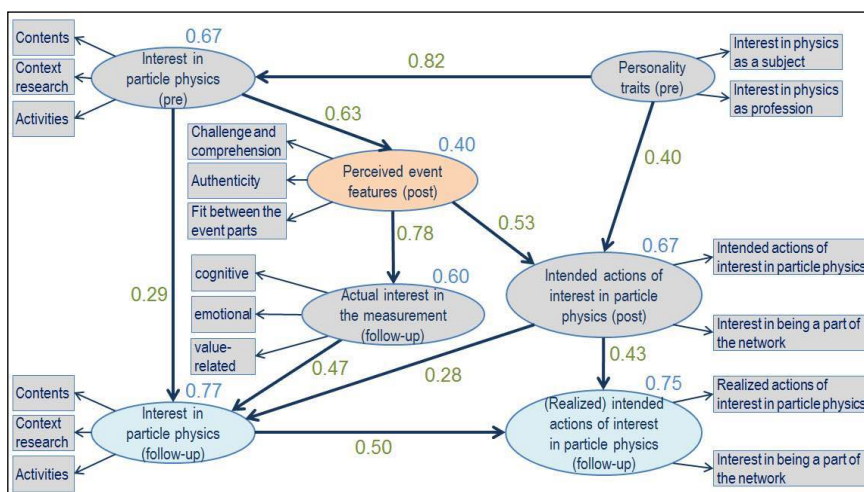 Contents
Context
research
Activities
0.67
Interest in
particle physics
(pre)
0.82
Personality
traits (pre)
Interest in physics
as a subject
Interest in physics
as profession
0.63
Challenge and
comprehension
Authenticity
Fit between the
event parts
0.40
Perceived event
features (post)
0.40
0.53
0.78
0.29
cognitive
emotional
value-
related
0.60
Actual interest in
the measurement
(follow-up)
0.67
Intended actions of
interest in particle
physics (post)
Intended actions of
interest in particle physics
Interest in being a part of
the network
0.47
0.28
0.43
Contents
Context
research
Activities
0.77
Interest in
particle physics
(follow-up)
0.50
0.75
(Realized) intended
actions of interest
in particle physics
(follow-up)
Realized actions of
interest in particle physics
Interest in being a part of
the network